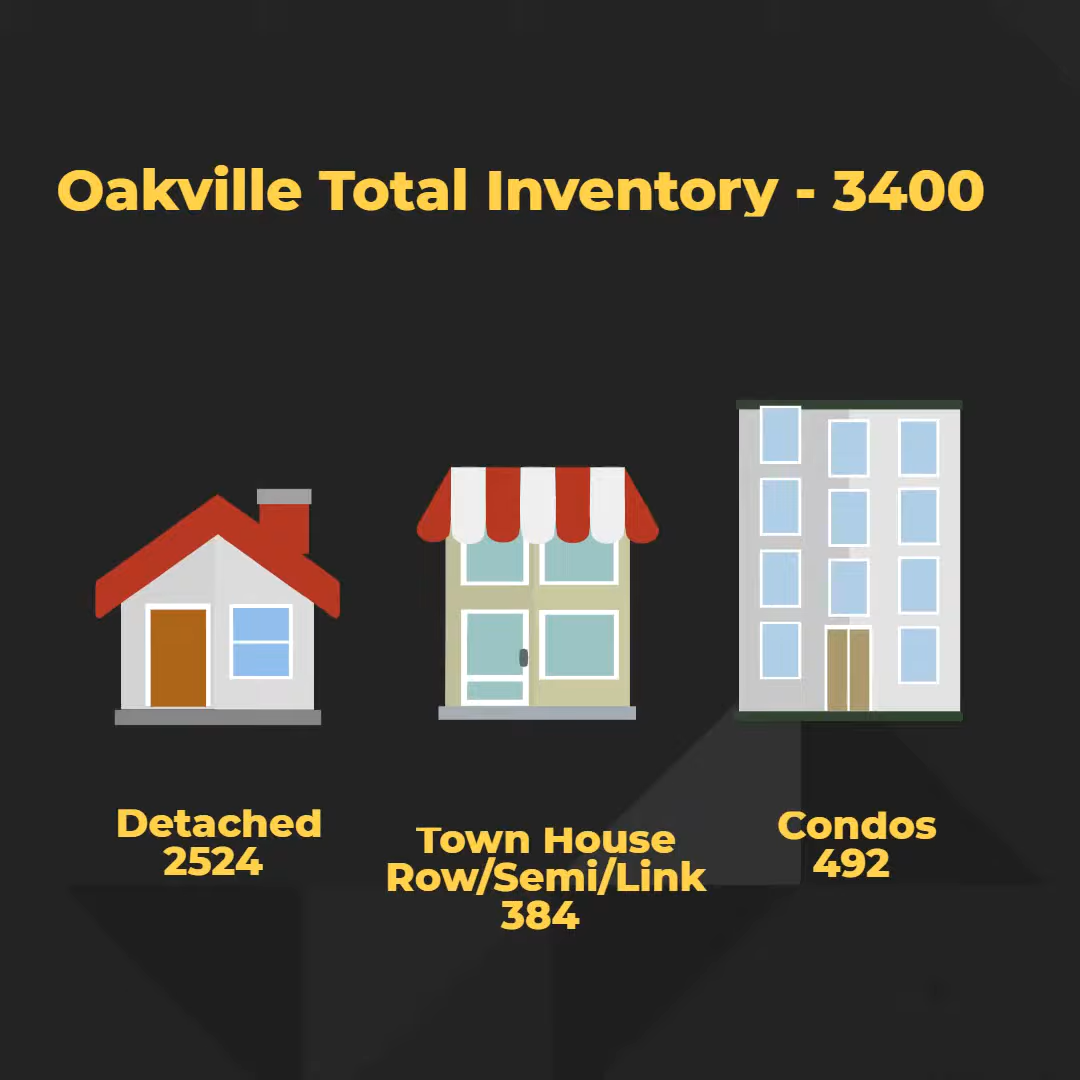 Oakville Total Inventory - 3400
Detached
2524
Town House
Row/Semi/Link
384
Condos
492